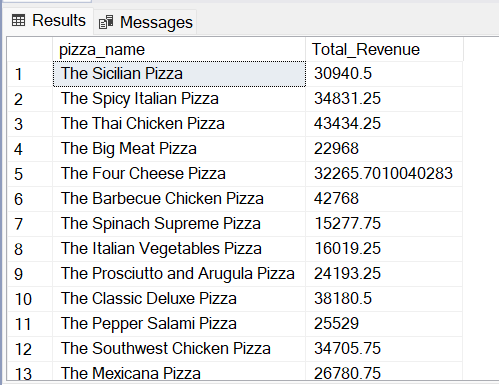 Results Messages
pizza_name Total_Revenue
1 The Sicilian Pizza 30940.5
2 The Spicy Italian Pizza 34831.25
3 The Thai Chicken Pizza 43434.25
4 The Big Meat Pizza 22968
5 The Four Cheese Pizza 32265.7010040283
6 The Barbecue Chicken Pizza 42768
7 The Spinach Supreme Pizza 15277.75
8 The Italian Vegetables Pizza 16019.25
9 The Prosciutto and Arugula Pizza 24193.25
10 The Classic Deluxe Pizza 38180.5
11 The Pepper Salami Pizza 25529
12 The Southwest Chicken Pizza 34705.75
13 The Mexicana Pizza 26780.75